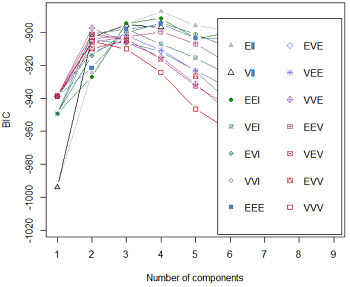 BIC
-900
-920
-940
-960
-980
-1000
-1020
EII EVE
VII VEE
EEI VVE
VEI EEV
EVI VEV
VVI EVV
EEE VVV
1 2 3 4 5 6 7 8 9
Number of components